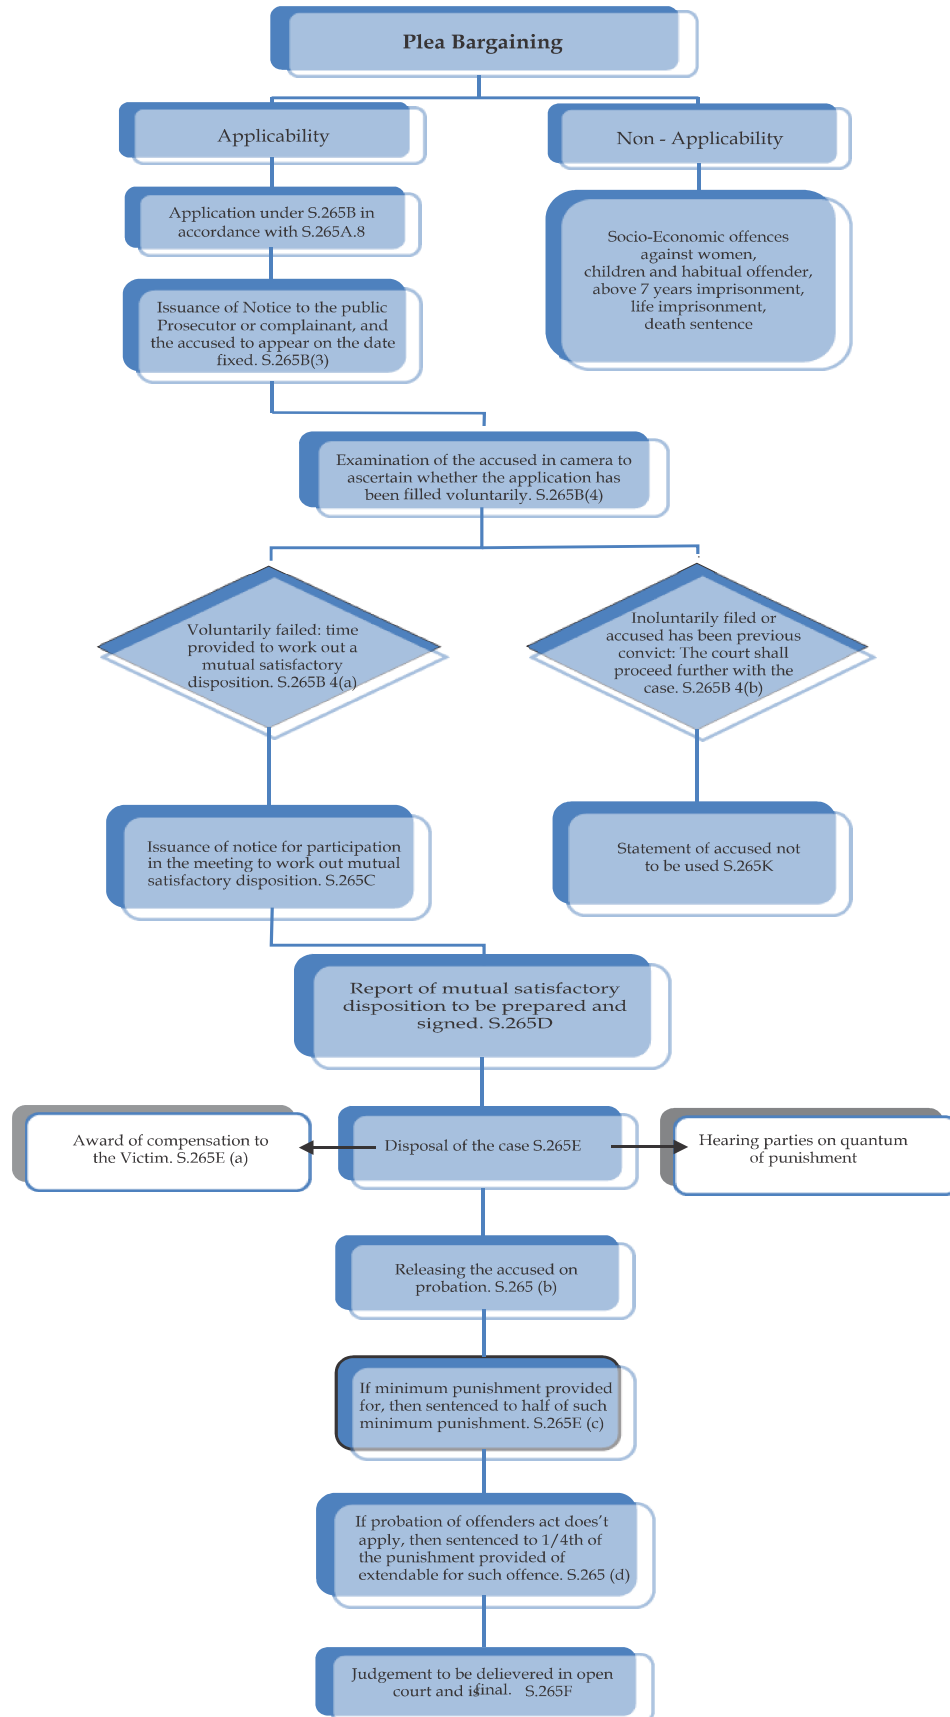 Plea Bargaining
Applicability
Non - Applicability
Application under S.265B in
accordance with S.265A.8
Socio-Economic offences
against women,
children and habitual offender,
above 7 years imprisonment,
life imprisonment,
death sentence
Issuance of Notice to the public
Prosecutor or complainant, and
the accused to appear on the date
fixed. S.265B(3)
Examination of the accused in camera to
ascertain whether the application has
been filled voluntarily. S.265B(4)
Voluntarily failed: time
provided to work out a
mutual satisfactory
disposition. S.265B 4(a)
Inoluntarily filed or
accused has been previous
convict: The court shall
proceed further with the
case. S.265B 4(b)
Issuance of notice for participation
in the meeting to work out mutual
satisfactory disposition. S.265C
Statement of accused not
to be used S.265K
Report of mutual satisfactory
disposition to be prepared and
signed. S.265D
Award of compensation to
the Victim. S.265E (a)
Disposal of the case S.265E
Hearing parties on quantum
of punishment
Releasing the accused on
probation. S.265 (b)
If minimum punishment provided
for, then sentenced to half of such
minimum punishment. S.265E (c)
If probation of offenders act does't
apply, then sentenced to 1/4th of
the punishment provided of
extendable for such offence. S.265 (d)
Judgement to be delievered in open
court and is final. S.265F